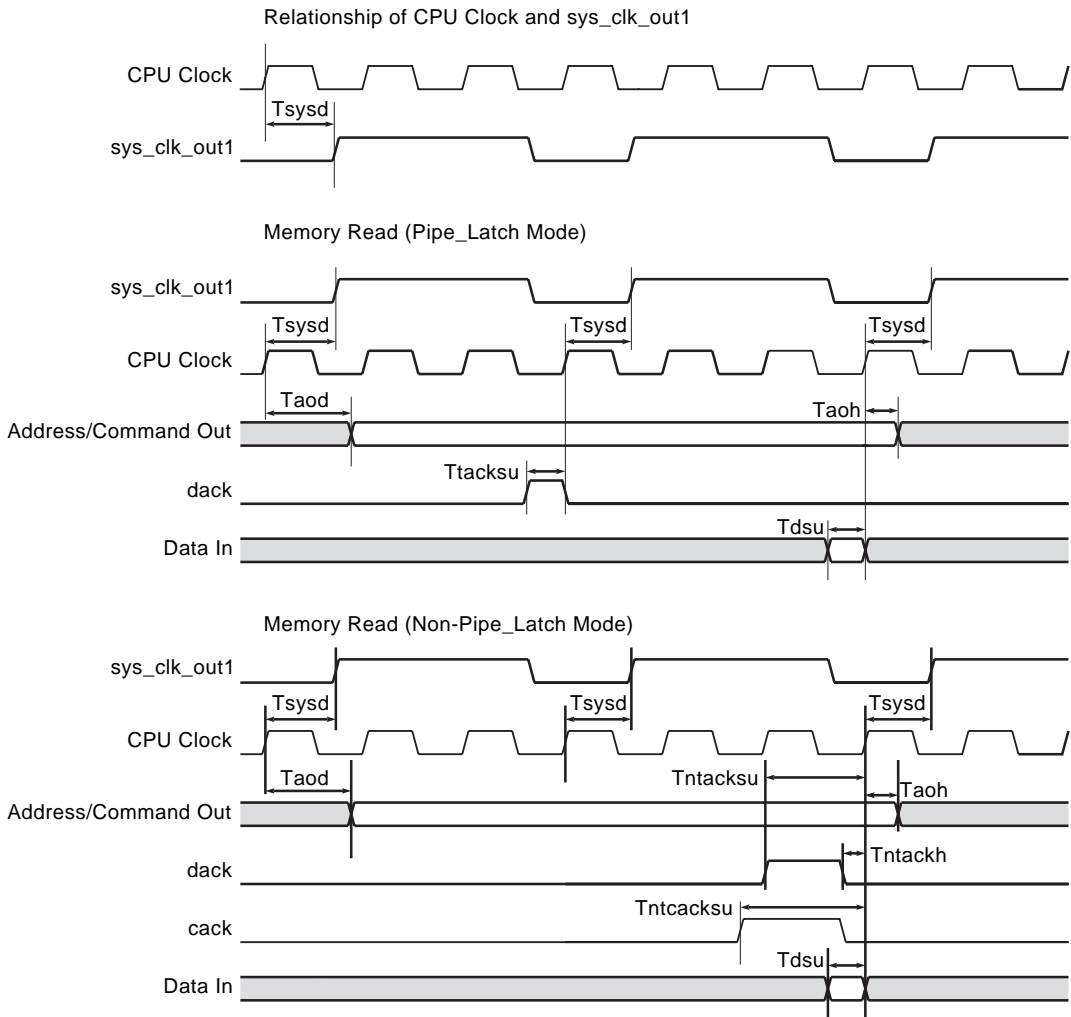 Relationship of CPU Clock and sys_clk_out1
CPU Clock
Tsysd
sys_clk_out1
Memory Read (Pipe_Latch Mode)
sys_clk_out1
Tsysd Tsysd Tsysd
CPU Clock
Taod Taoh
Address/Command Out
Ttacksu
dack
Tdsu
Data In
Memory Read (Non-Pipe_Latch Mode)
sys_clk_out1
Tsysd Tsysd Tsysd
CPU Clock
Taod Tntacksu Taoh
Address/Command Out
Tntackh
dack
Tntcacksu
cack
Tdsu
Data In